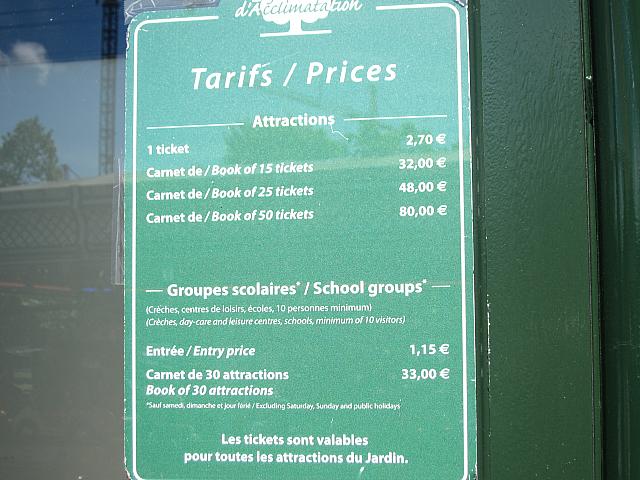 d'Acclimatation
Tarifs / Prices
Attractions
1 ticket 2,70 €
Carnet de / Book of 15 tickets 32,00 €
Carnet de / Book of 25 tickets 48,00 €
Carnet de / Book of 50 tickets 80,00 €
Groupes scolaires* / School groups*
(Crèches, centres de loisirs, écoles, 10 personnes minimum)
(Crèches, day-care and leisure centres, schools, minimum of 10 visitors)
Entrée / Entry price 1,15 €
Carnet de 30 attractions 33,00 €
Book of 30 attractions
*Sauf samedi, dimanche et jour férié / Excluding Saturday, Sunday and public holidays
Les tickets sont valables
pour toutes les attractions du Jardin.